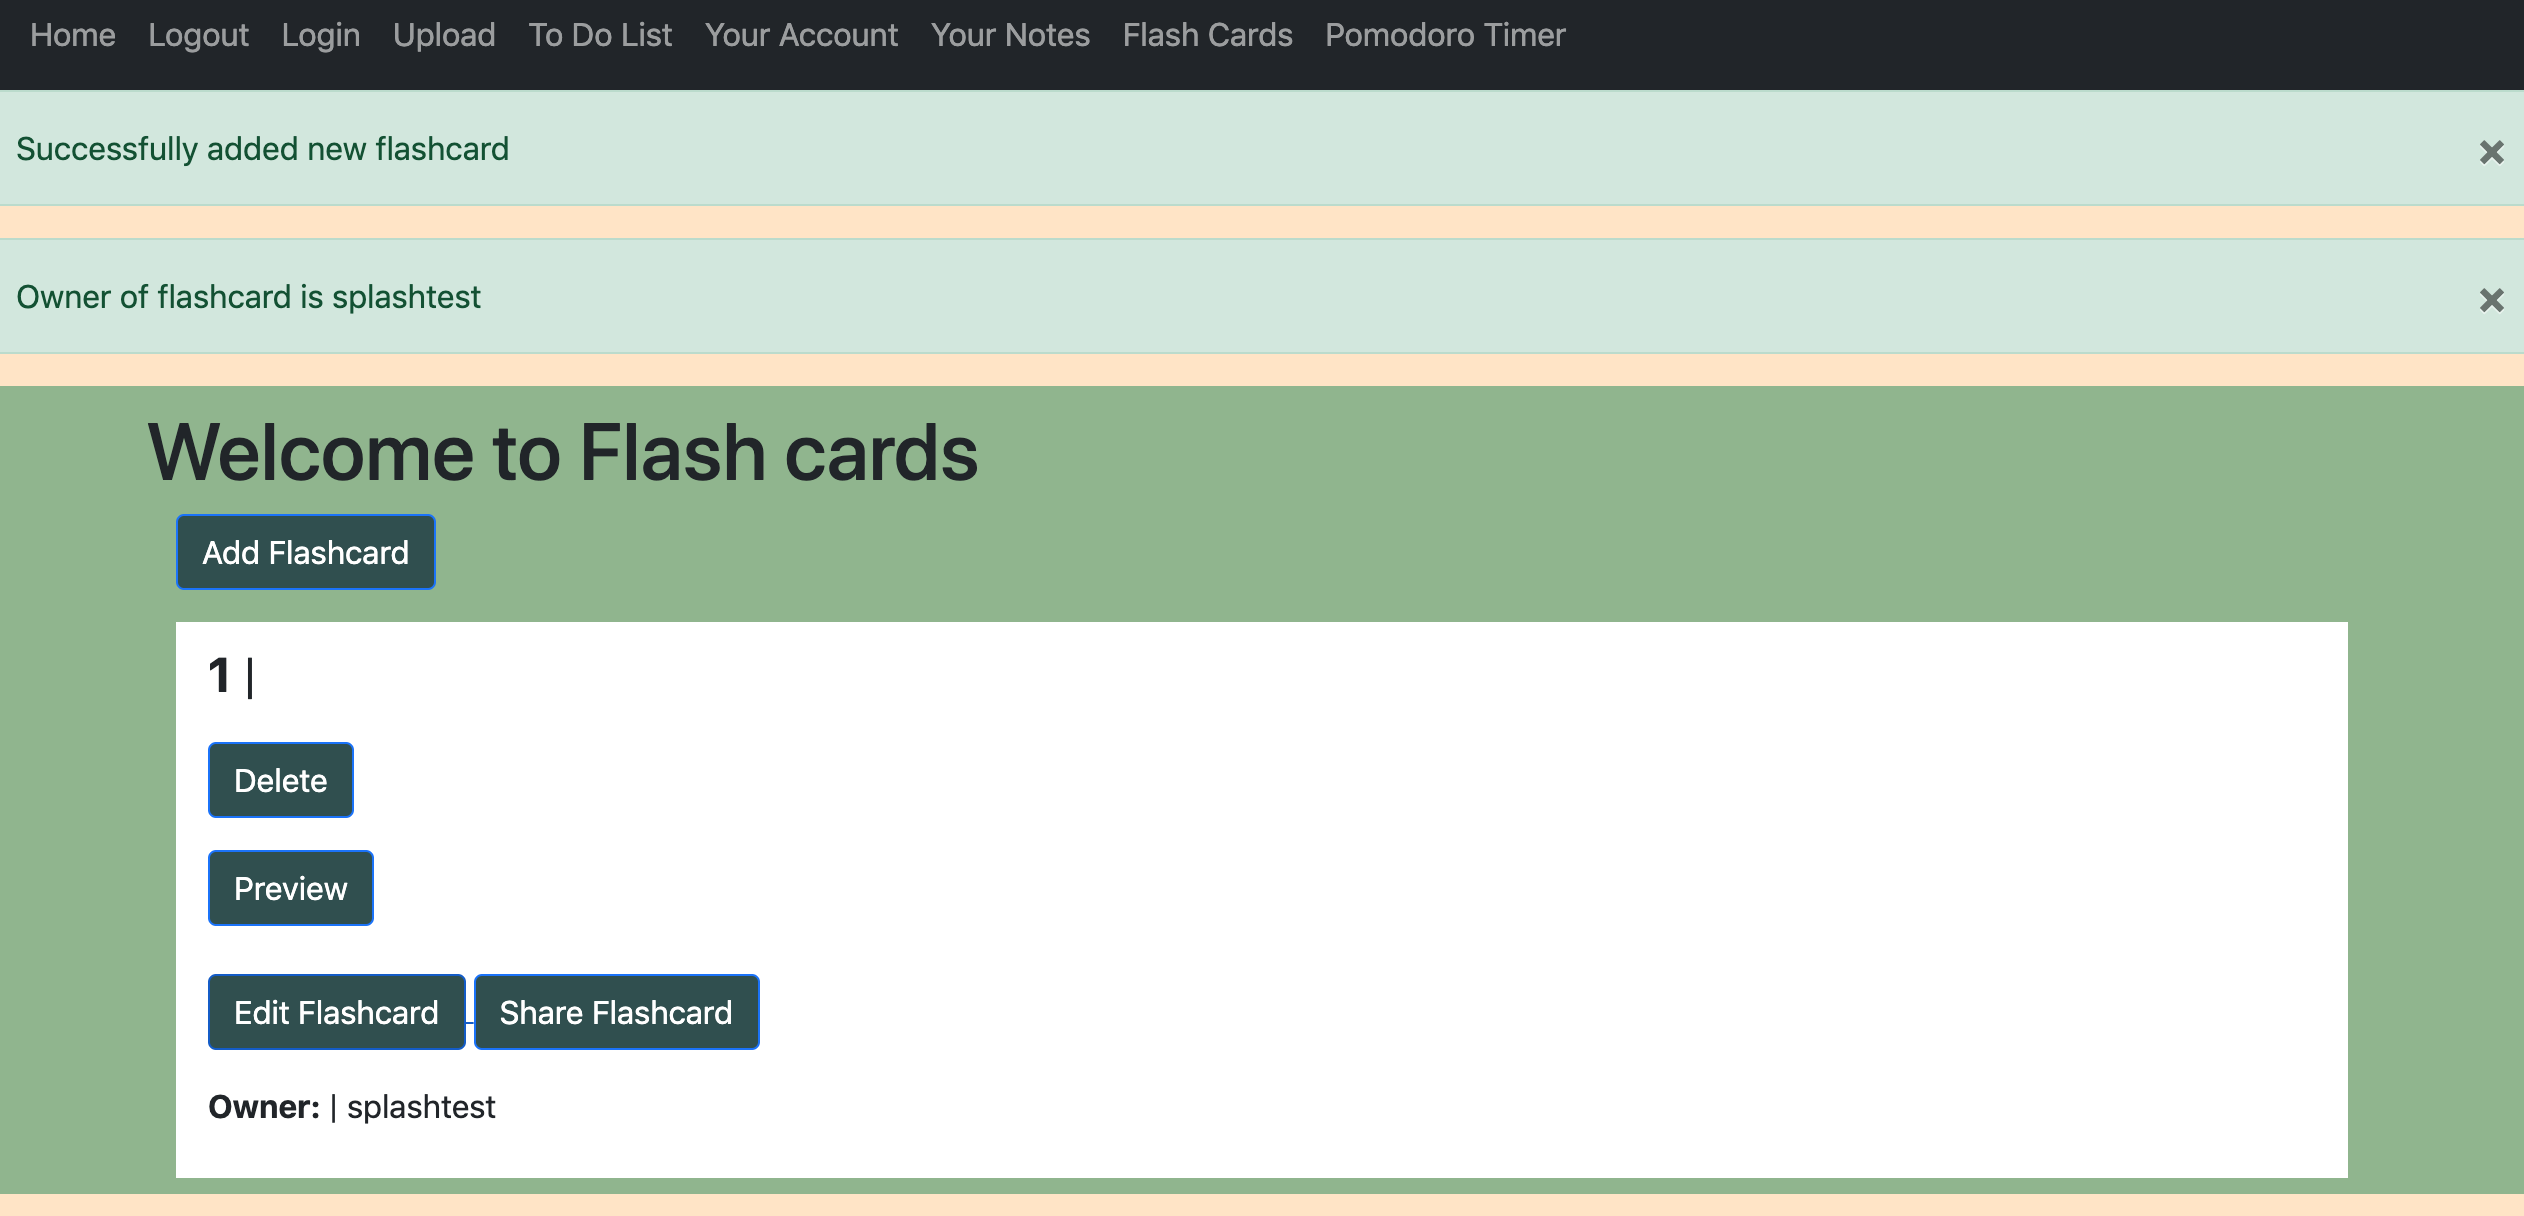 Home Logout Login Upload To Do List Your Account Your Notes Flash Cards Pomodoro Timer
Successfully added new flashcard ×
Owner of flashcard is splashtest ×
Welcome to Flash cards
Add Flashcard
1 |
Delete
Preview
Edit Flashcard Share Flashcard
Owner: | splashtest